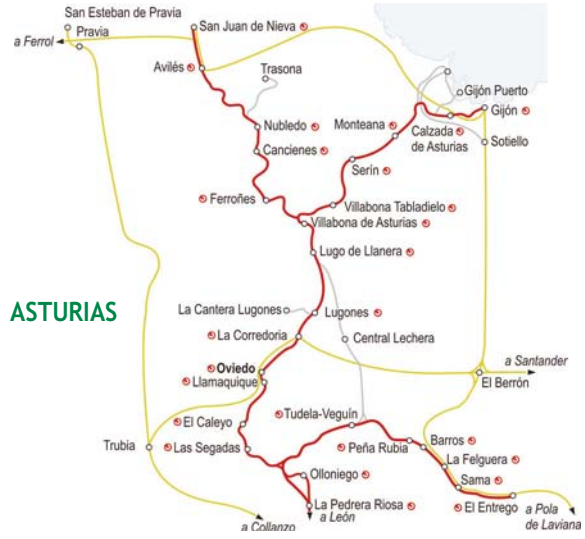 San Esteban de Pravia
Pravia
a Ferrol
San Juan de Nieva
Avilés
Trasona
Gijón Puerto
Gijón
Nubledo
Monteana
Calzada
de Asturias
Sotiello
Cancienes
Serín
Ferroñes
Villabona Tabladielo
Villabona de Asturias
Lugo de Llanera
ASTURIAS
La Cantera Lugones
Lugones
La Corredoria
Central Lechera
a Santander
El Berrón
Oviedo
Llamaquique
El Caleyo
Tudela-Veguín
Trubia
Las Segadas
Peña Rubia
Barros
La Felguera
Sama
El Entrego
Olloniego
La Pedrera Riosa
a León
a Collanzo
a Pola
de Laviana